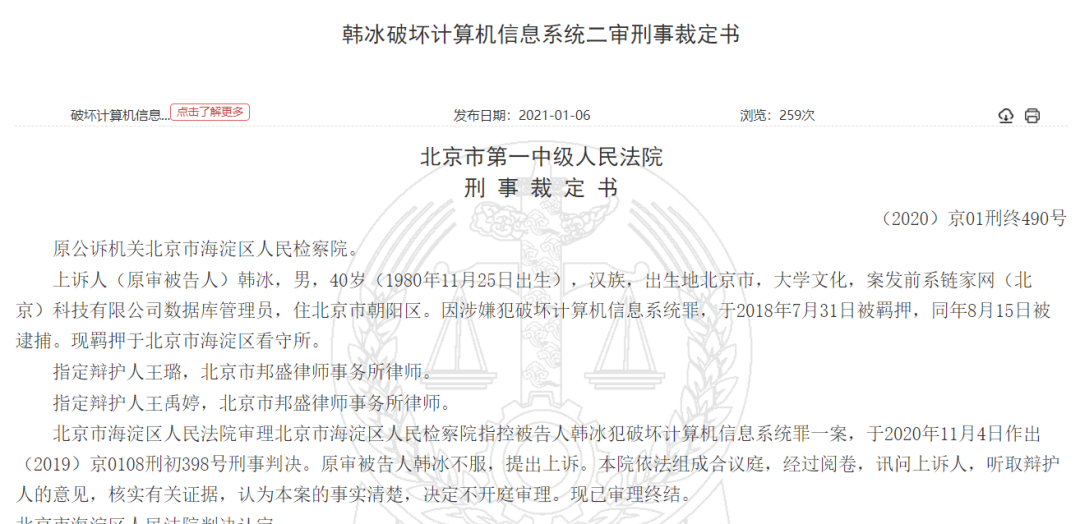 韩冰破坏计算机信息系统二审刑事裁定书
破坏计算机信息... 点击了解更多 发布日期：2021-01-06 浏览：259次
北京市第一中级人民法院
刑 事 裁 定 书
（2020）京01刑终490号
原公诉机关北京市海淀区人民检察院。
上诉人（原审被告人）韩冰，男，40岁（1980年11月25日出生），汉族，出生地北京市，大学文化，案发前系链家网（北
京）科技有限公司数据库管理员，住北京市朝阳区。因涉嫌犯破坏计算机信息系统罪，于2018年7月31日被羁押，同年8月15日被
逮捕。现羁押于北京市海淀区看守所。
指定辩护人王璐，北京市邦盛律师事务所律师。
指定辩护人王禹婷，北京市邦盛律师事务所律师。
北京市海淀区人民法院审理北京市海淀区人民检察院指控被告人韩冰犯破坏计算机信息系统罪一案，于2020年11月4日作出
（2019）京0108刑初398号刑事判决。原审被告人韩冰不服，提出上诉。本院依法组成合议庭，经过阅卷，讯问上诉人，听取辩护
人的意见，核实有关证据，认为本案的事实清楚，决定不开庭审理。现已审理终结。
北京市海淀区人民法院判决认定